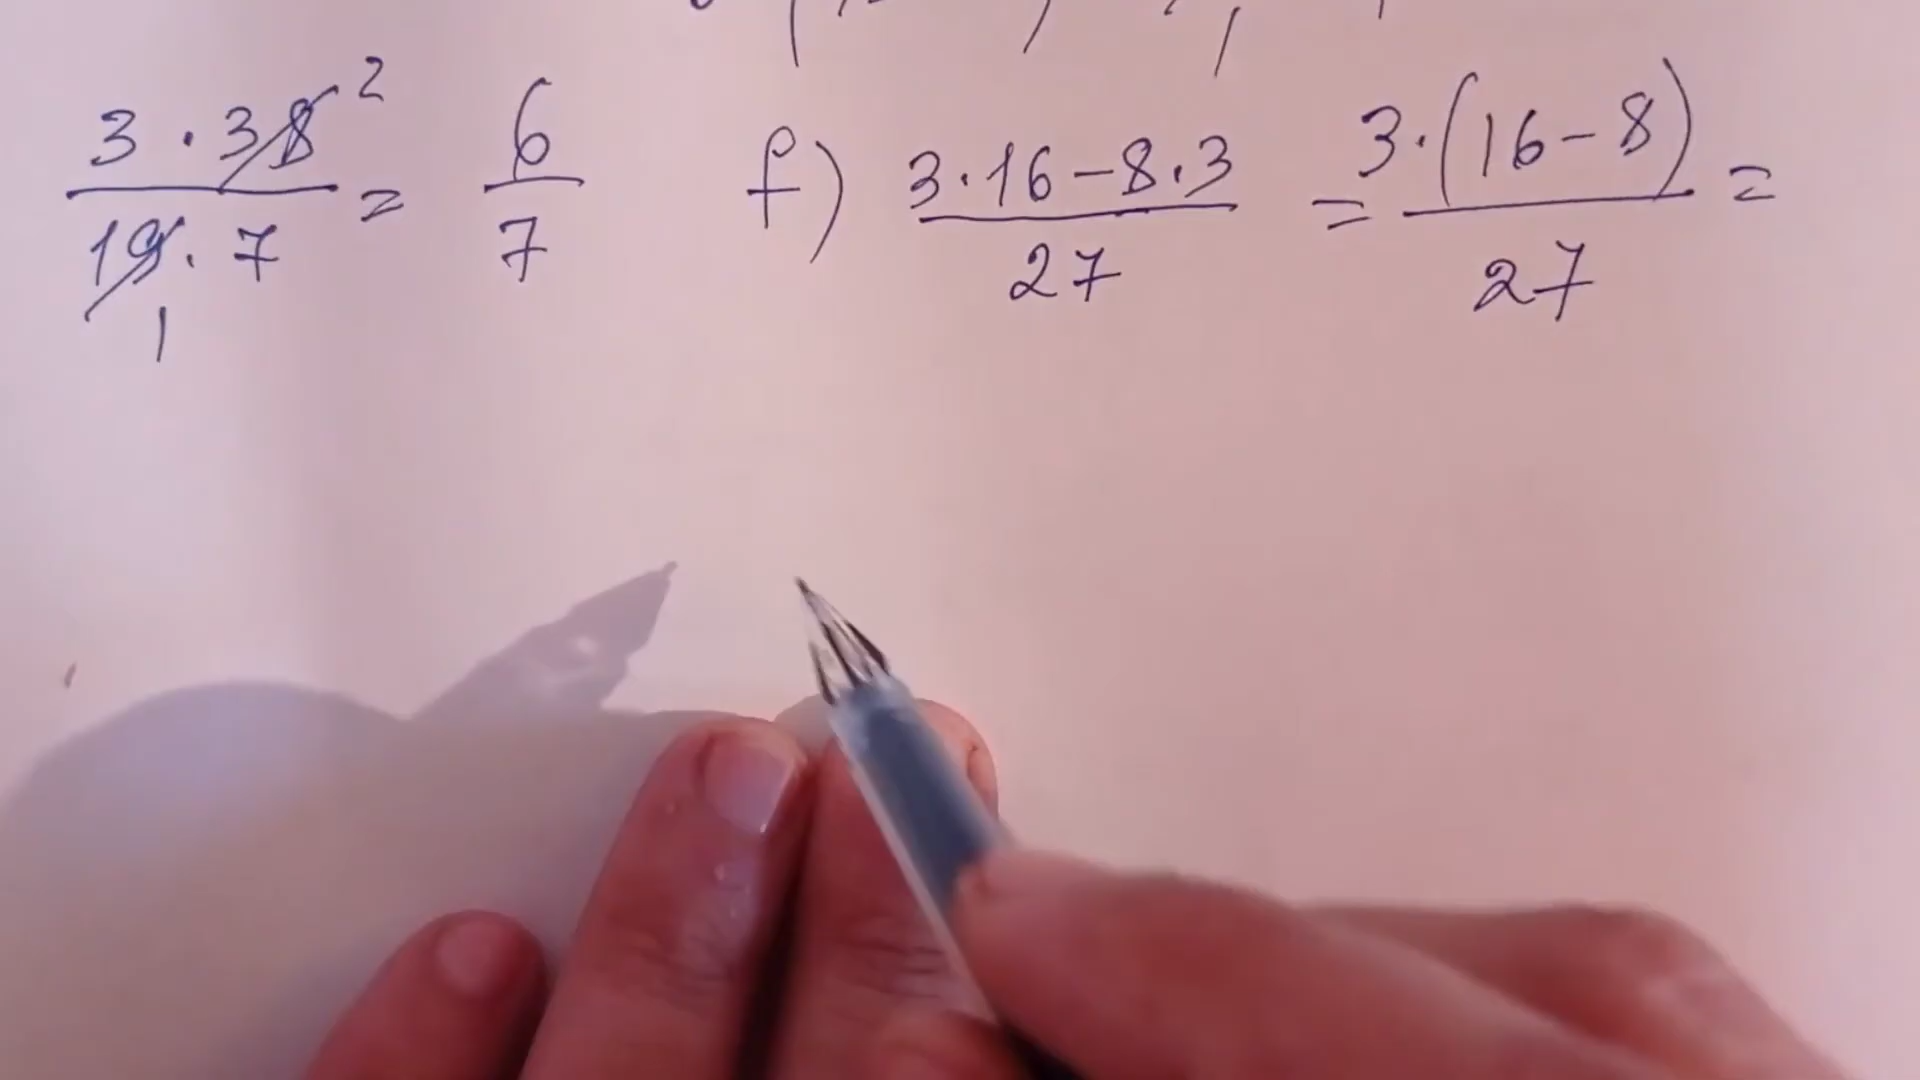 3 · 38 2 / 19 · 7 1 = 6 / 7
f) 3·16-8·3 / 27 = 3·(16-8) / 27 =